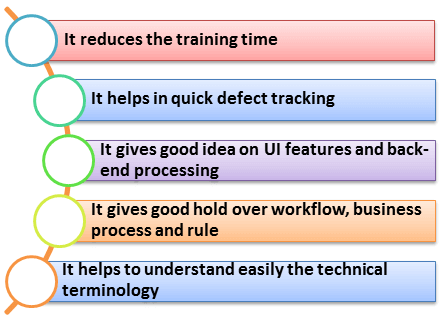 It reduces the training time
It helps in quick defect tracking
It gives good idea on UI features and back-
end processing
It gives good hold over workflow, business
process and rule
It helps to understand easily the technical
terminology